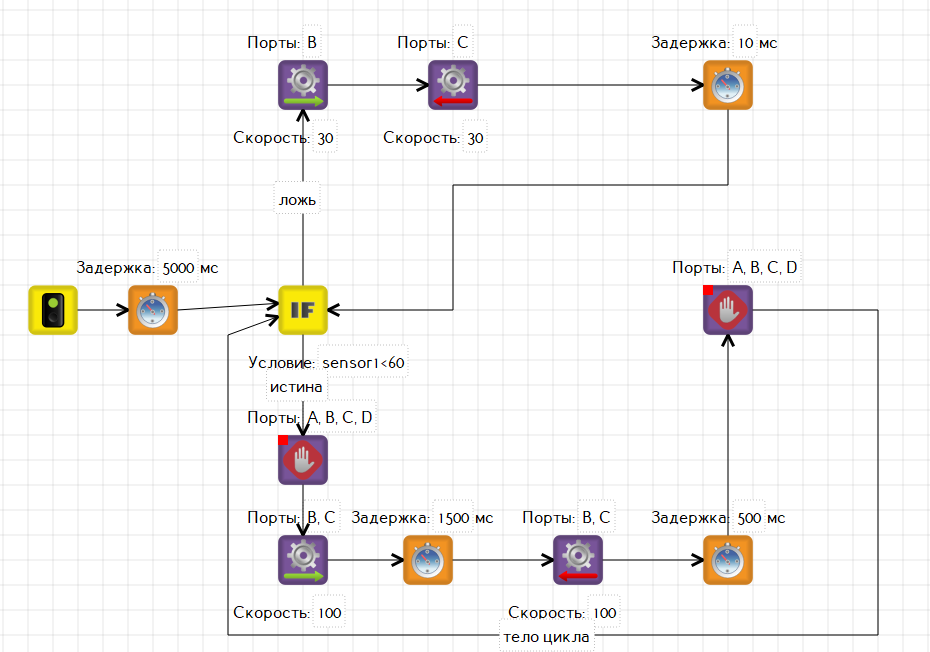 Порты: B
Порты: C
Задержка: 10 мс
Скорость: 30
Скорость: 30
ложь
Задержка: 5000 мс
Порты: A, B, C, D
IF
Условие: sensor1<60
истина
Порты: A, B, C, D
Порты: B, C
Задержка: 1500 мс
Порты: B, C
Задержка: 500 мс
Скорость: 100
Скорость: 100
тело цикла